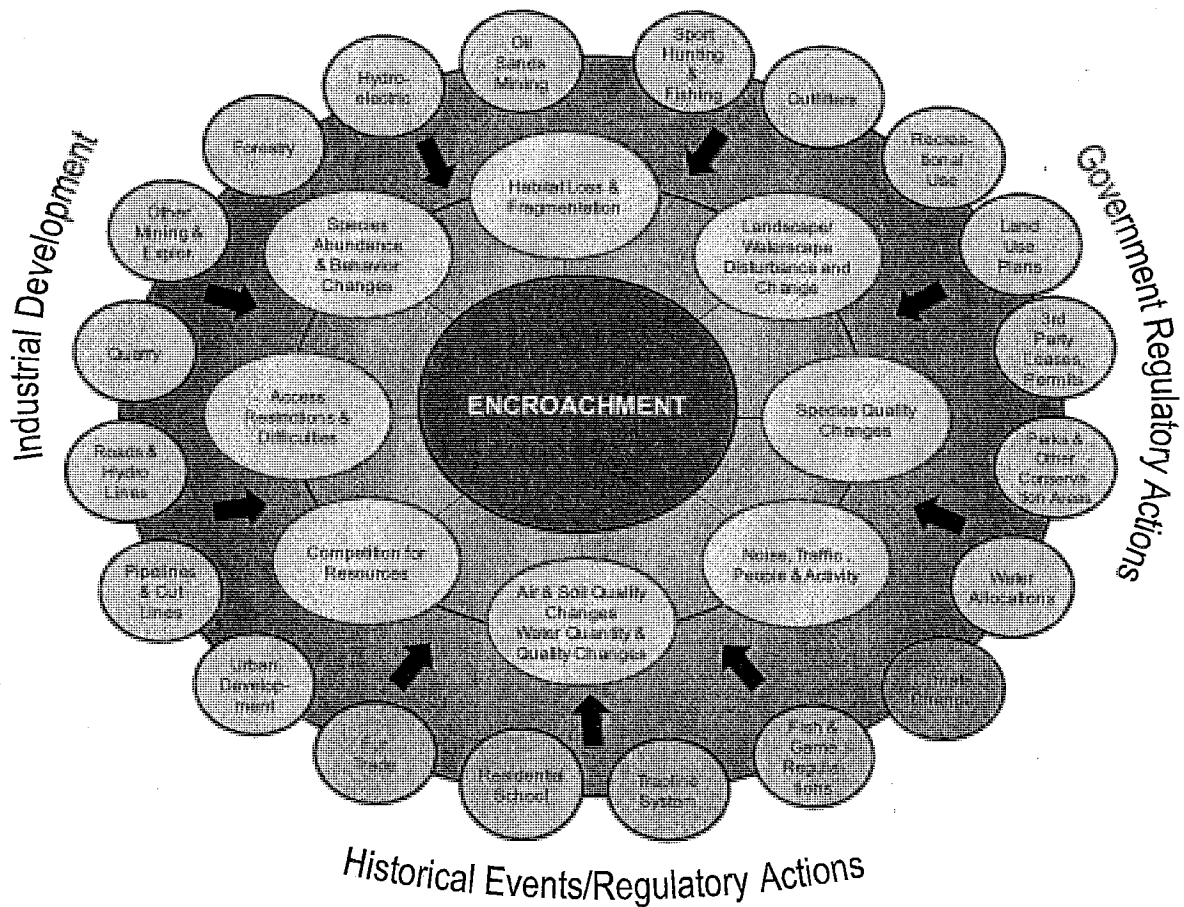 Industrial Development
Government Regulatory Actions
Historical Events/Regulatory Actions
Oil
Sands
Mining
Sport
Hunting
&
Fishing
Outfitters
Recrea-
tional
Use
Land
Use
Plans
3rd
Party
Leases,
Permits
Parks &
Other
Conserva-
tion Areas
Water
Allocations
Climate
Change
Fish &
Game
Regula-
tions
Trapline
System
Residential
School
Fur
Trade
Urban
Develop-
ment
Pipelines
& Cut
Lines
Roads &
Hydro
Lines
Quarry
Other
Mining &
Explor.
Forestry
Hydro-
electric
Habitat Loss &
Fragmentation
Landscape/
Waterscape
Disturbance and
Change
Species Quality
Changes
Noise, Traffic,
People & Activity
Air & Soil Quality
Changes
Water Quantity &
Quality Changes
Competition for
Resources
Access
Restrictions &
Difficulties
Species
Abundance
& Behavior
Changes
ENCROACHMENT